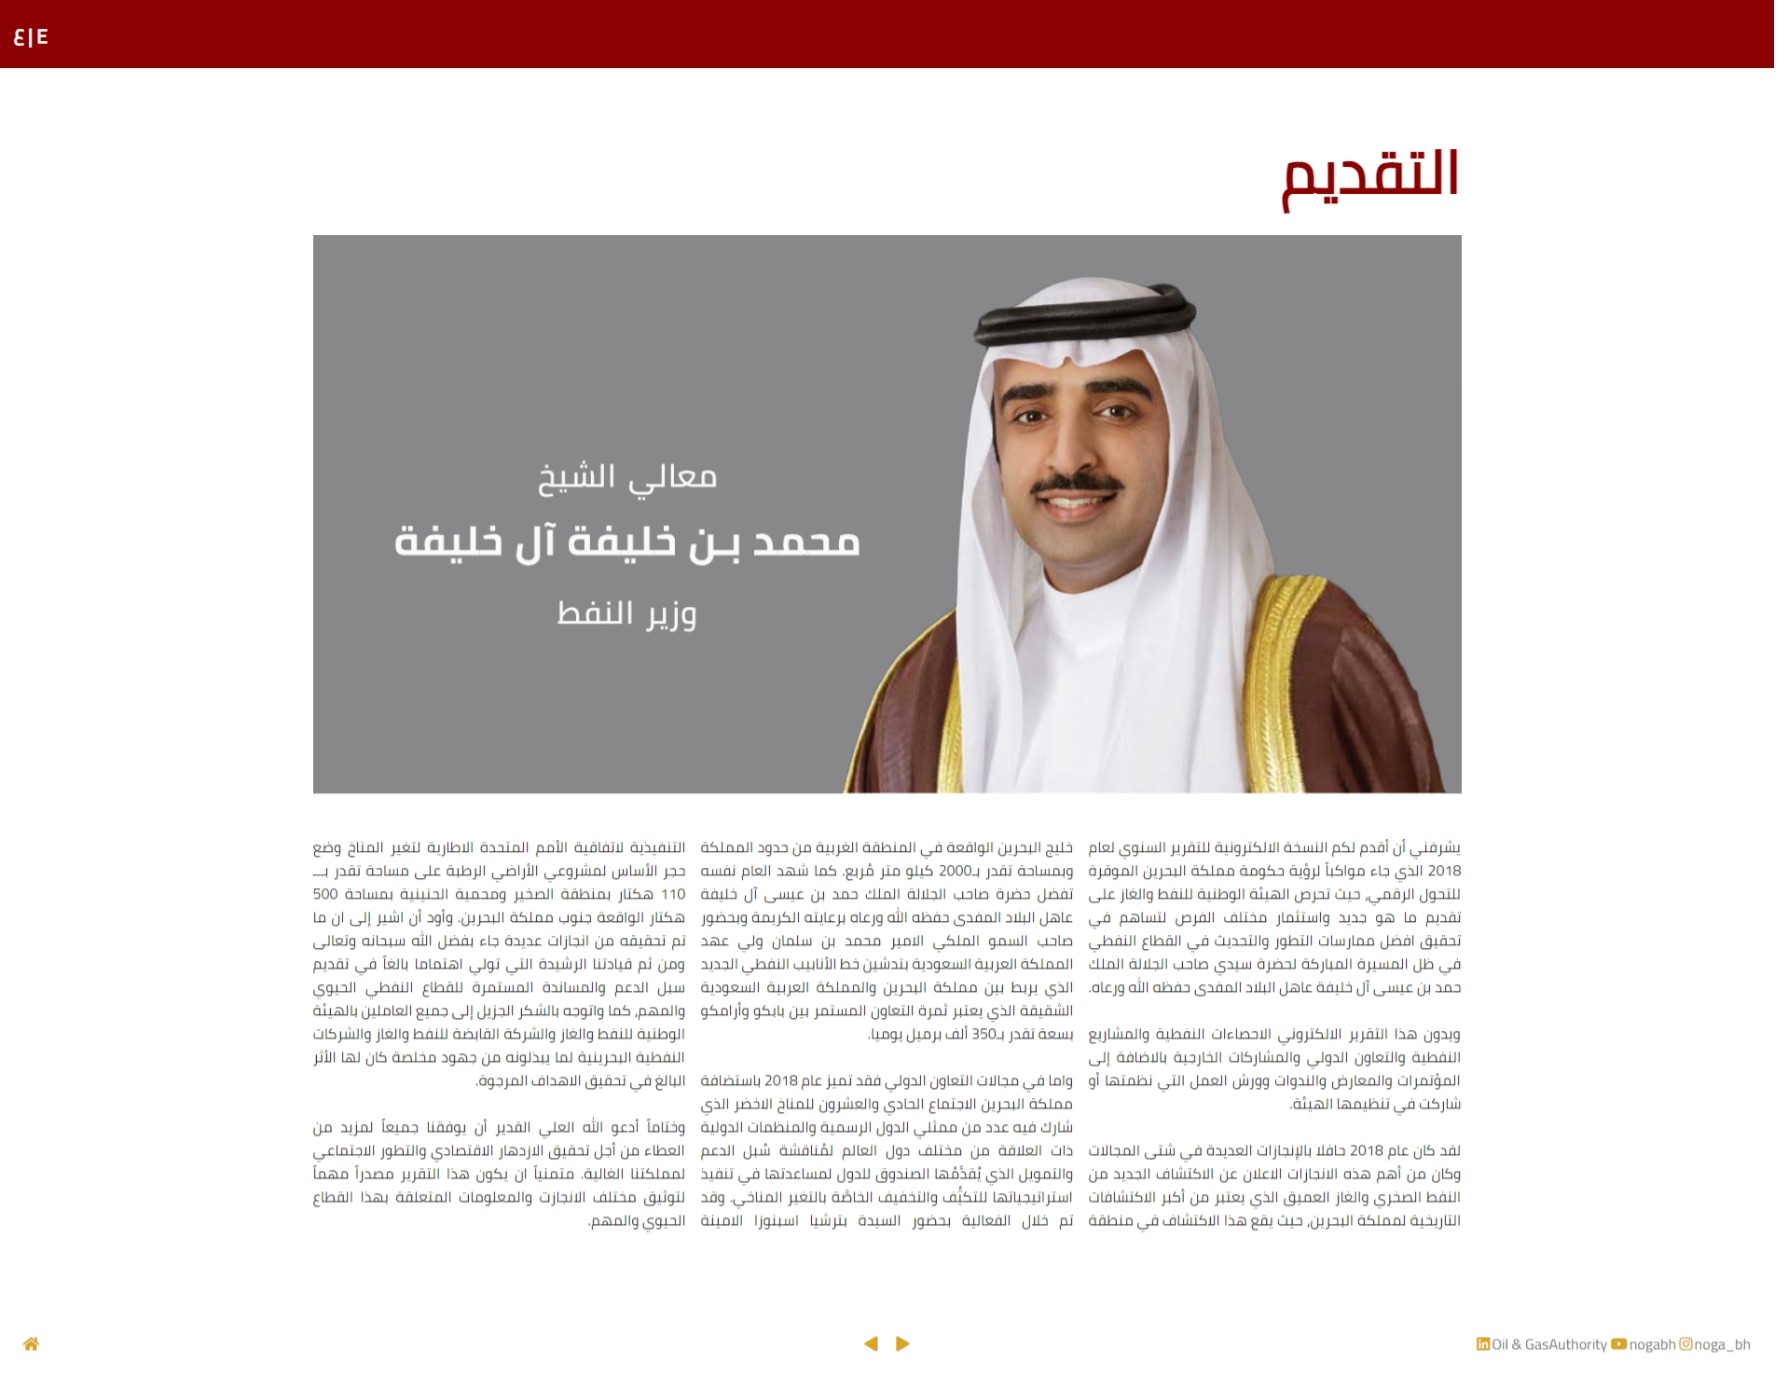 ع|E
التقديم
معالي الشيخ
محمد بن خليفة آل خليفة
وزير النفط
يشرفني أن أقدم لكم النسخة الالكترونية للتقرير السنوي لعام
2018 الذي جاء مواكباً لرؤية حكومة مملكة البحرين الموقرة
للتحول الرقمي، حيث تحرص الهيئة الوطنية للنفط والغاز على
تقديم ما هو جديد واستثمار مختلف الفرص لتساهم في
تحقيق افضل ممارسات التطور والتحديث في القطاع النفطي
في ظل المسيرة المباركة لحضرة سيدي صاحب الجلالة الملك
حمد بن عيسى آل خليفة عاهل البلاد المفدى حفظه الله ورعاه.
ويدون هذا التقرير الالكتروني الاحصاءات النفطية والمشاريع
النفطية والتعاون الدولي والمشاركات الخارجية بالاضافة إلى
المؤتمرات والمعارض والندوات وورش العمل التي نظمتها أو
شاركت في تنظيمها الهيئة.
لقد كان عام 2018 حافلا بالإنجازات العديدة في شتى المجالات
وكان من أهم هذه الانجازات الاعلان عن الاكتشاف الجديد من
النفط الصخري والغاز العميق الذي يعتبر من أكبر الاكتشافات
التاريخية لمملكة البحرين، حيث يقع هذا الاكتشاف في منطقة
خليج البحرين الواقعة في المنطقة الغربية من حدود المملكة
وبمساحة تقدر بـ2000 كيلو متر مُربع. كما شهد العام نفسه
تفضل حضرة صاحب الجلالة الملك حمد بن عيسى آل خليفة
عاهل البلاد المفدى حفظه الله ورعاه برعايته الكريمة وبحضور
صاحب السمو الملكي الامير محمد بن سلمان ولي عهد
المملكة العربية السعودية بتدشين خط الأنابيب النفطي الجديد
الذي يربط بين مملكة البحرين والمملكة العربية السعودية
الشقيقة الذي يعتبر ثمرة التعاون المستمر بين بابكو وأرامكو
بسعة تقدر بـ350 ألف برميل يوميا.
واما في مجالات التعاون الدولي فقد تميز عام 2018 باستضافة
مملكة البحرين الاجتماع الحادي والعشرون للمناخ الاخضر الذي
شارك فيه عدد من ممثلي الدول الرسمية والمنظمات الدولية
ذات العلاقة من مختلف دول العالم لمُناقشة سُبل الدعم
والتمويل الذي يُقدِّمُها الصندوق للدول لمساعدتها في تنفيذ
استراتيجياتها للتكيُّف والتخفيف الخاصَّة بالتغير المناخي. وقد
تم خلال الفعالية بحضور السيدة بترشيا اسبنوزا الامينة
التنفيذية لاتفاقية الأمم المتحدة الاطارية لتغير المناخ وضع
حجر الأساس لمشروعي الأراضي الرطبة على مساحة تقدر بـــ
110 هكتار بمنطقة الصخير ومحمية الحنينية بمساحة 500
هكتار الواقعة جنوب مملكة البحرين. وأود أن اشير إلى ان ما
تم تحقيقه من انجازات عديدة جاء بفضل الله سبحانه وتعالى
ومن ثم قيادتنا الرشيدة التي تولي اهتماما بالغاً في تقديم
سبل الدعم والمساندة المستمرة للقطاع النفطي الحيوي
والمهم، كما واتوجه بالشكر الجزيل إلى جميع العاملين بالهيئة
الوطنية للنفط والغاز والشركة القابضة للنفط والغاز والشركات
النفطية البحرينية لما يبذلونه من جهود مخلصة كان لها الأثر
البالغ في تحقيق الاهداف المرجوة.
وختاماً أدعو الله العلي القدير أن يوفقنا جميعاً لمزيد من
العطاء من أجل تحقيق الازدهار الاقتصادي والتطور الاجتماعي
لمملكتنا الغالية. متمنياً ان يكون هذا التقرير مصدراً مهماً
لتوثيق مختلف الانجازت والمعلومات المتعلقة بهذا القطاع
الحيوي والمهم.
Oil & GasAuthority nogabh noga_bh